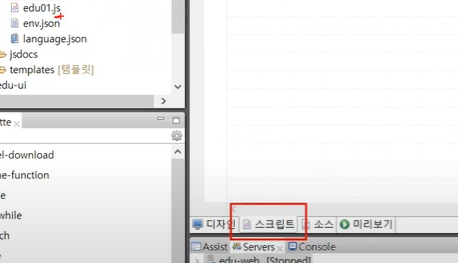 edu01.js
env.json
language.json
jsdocs
templates [템플릿]
edu-ui
tte
el-download
ne-function
e
while
ch
디자인 스크립트 소스 미리보기
Assist Servers Console
edu-web [Stopped]